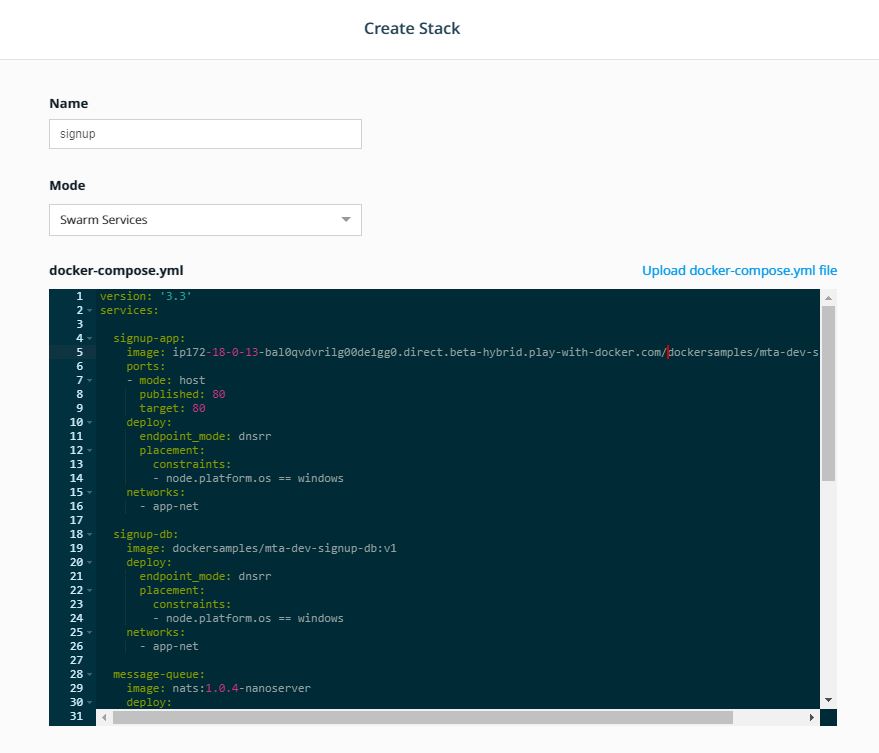 Create Stack
Name
signup
Mode
Swarm Services
docker-compose.yml
Upload docker-compose.yml file
1 version: '3.3'
2 services:
3
4   signup-app:
5     image: ip172-18-0-13-bal0qvdvrilg00de1gg0.direct.beta-hybrid.play-with-docker.com/dockersamples/mta-dev-s
6     ports:
7     - mode: host
8       published: 80
9       target: 80
10     deploy:
11       endpoint_mode: dnsrr
12       placement:
13         constraints:
14         - node.platform.os == windows
15     networks:
16       - app-net
17
18   signup-db:
19     image: dockersamples/mta-dev-signup-db:v1
20     deploy:
21       endpoint_mode: dnsrr
22       placement:
23         constraints:
24         - node.platform.os == windows
25     networks:
26       - app-net
27
28   message-queue:
29     image: nats:1.0.4-nanoserver
30     deploy:
31